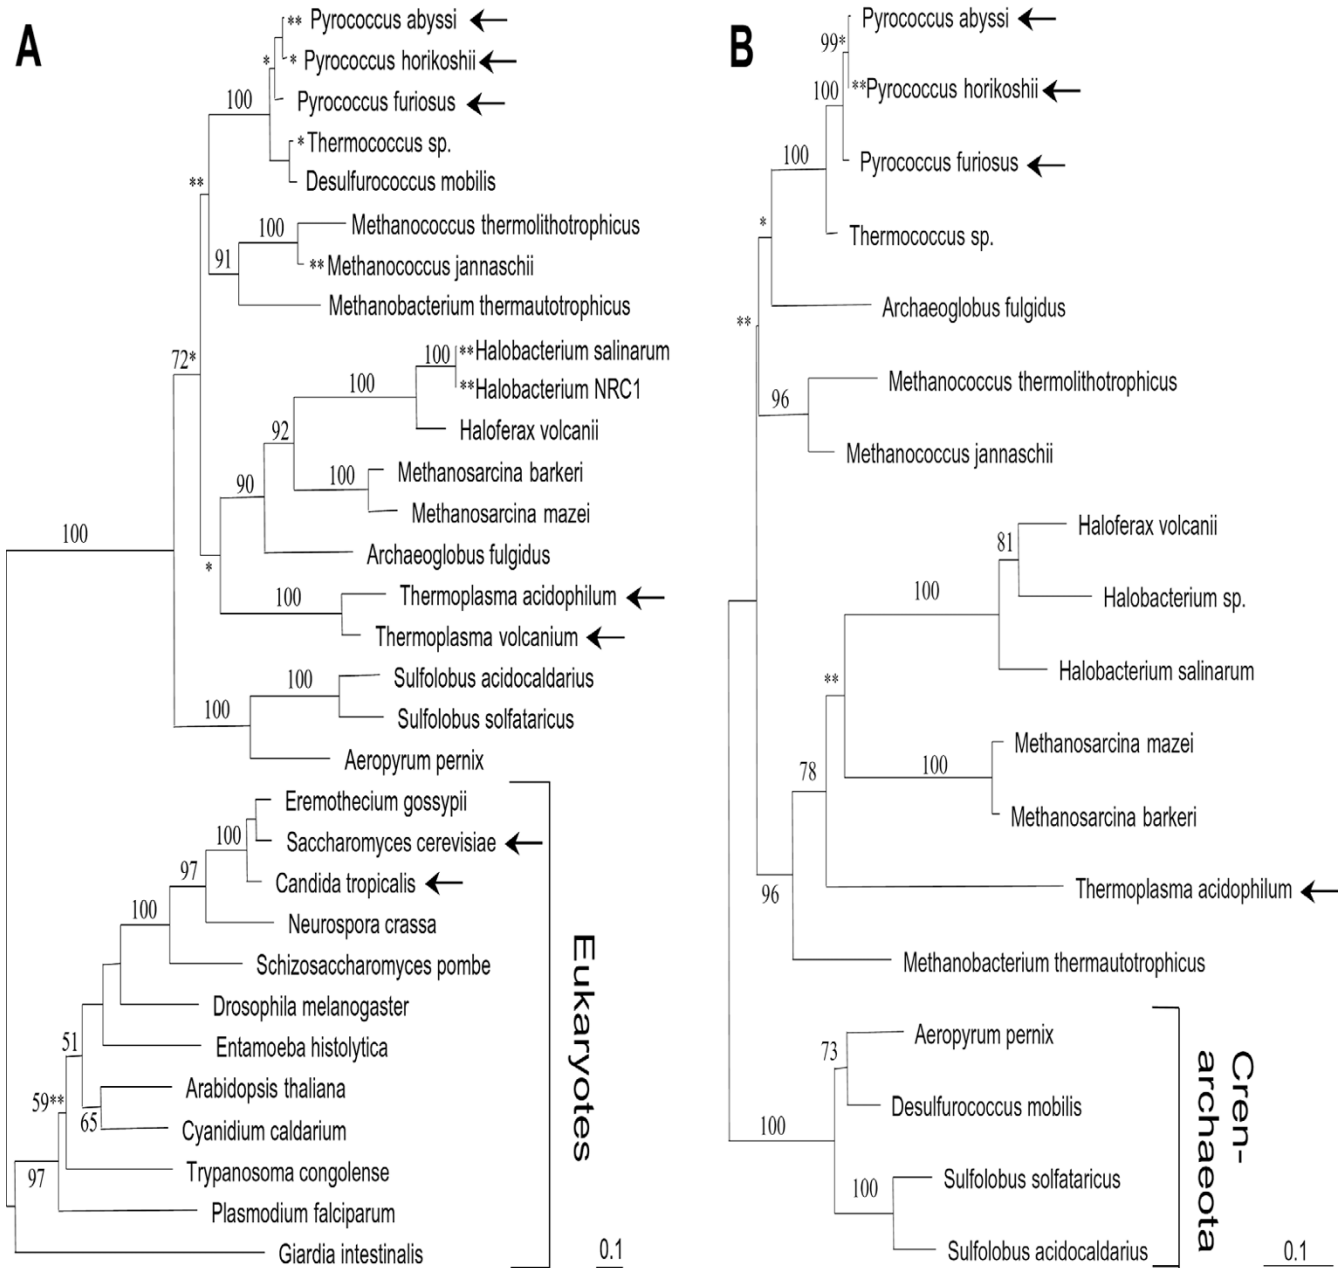 A
** Pyrococcus abyssi
* * Pyrococcus horikoshii
100 Pyrococcus furiosus
* Thermococcus sp.
** Desulfurococcus mobilis
100 Methanococcus thermolithotrophicus
91 ** Methanococcus jannaschii
Methanobacterium thermautotrophicus
72* 100 ** Halobacterium salinarum
100 ** Halobacterium NRC1
92 Haloferax volcanii
100 Methanosarcina barkeri
90 Methanosarcina mazei
100 Archaeoglobus fulgidus
*
100 Thermoplasma acidophilum
Thermoplasma volcanium
100 Sulfolobus acidocaldarius
100 Sulfolobus solfataricus
Aeropyrum pernix
Eremothecium gossypii
100 Saccharomyces cerevisiae
97 Candida tropicalis
100 Neurospora crassa
Schizosaccharomyces pombe
Drosophila melanogaster
51 Entamoeba histolytica
59** Arabidopsis thaliana
65 Cyanidium caldarium
97 Trypanosoma congolense
Plasmodium falciparum
Giardia intestinalis
Eukaryotes
0.1
B
Pyrococcus abyssi
99*
100 **Pyrococcus horikoshii
100 Pyrococcus furiosus
* Thermococcus sp.
** Archaeoglobus fulgidus
Methanococcus thermolithotrophicus
96
Methanococcus jannaschii
Haloferax volcanii
81
100 Halobacterium sp.
Halobacterium salinarum
**
Methanosarcina mazei
78 100
Methanosarcina barkeri
96 Thermoplasma acidophilum
Methanobacterium thermautotrophicus
Aeropyrum pernix
73
Desulfurococcus mobilis
100
Sulfolobus solfataricus
100
Sulfolobus acidocaldarius
Cren-
archaeota
0.1